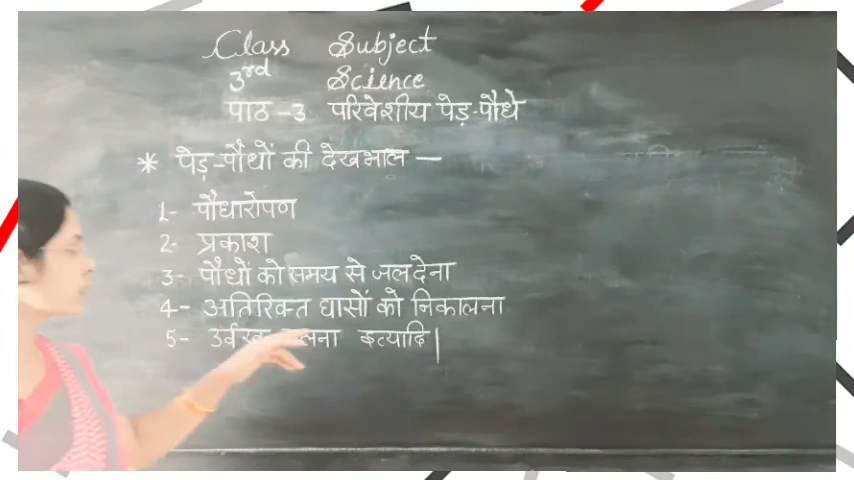 Class Subject
3rd Science
पाठ -3 परिवेशीय पेड़-पौधे
* पेड़-पौधों की देखभाल —
1- पौधारोपण
2- प्रकाश
3- पौधों को समय से जल देना
4- अतिरिक्त घासों को निकालना
5- इत्यादि|